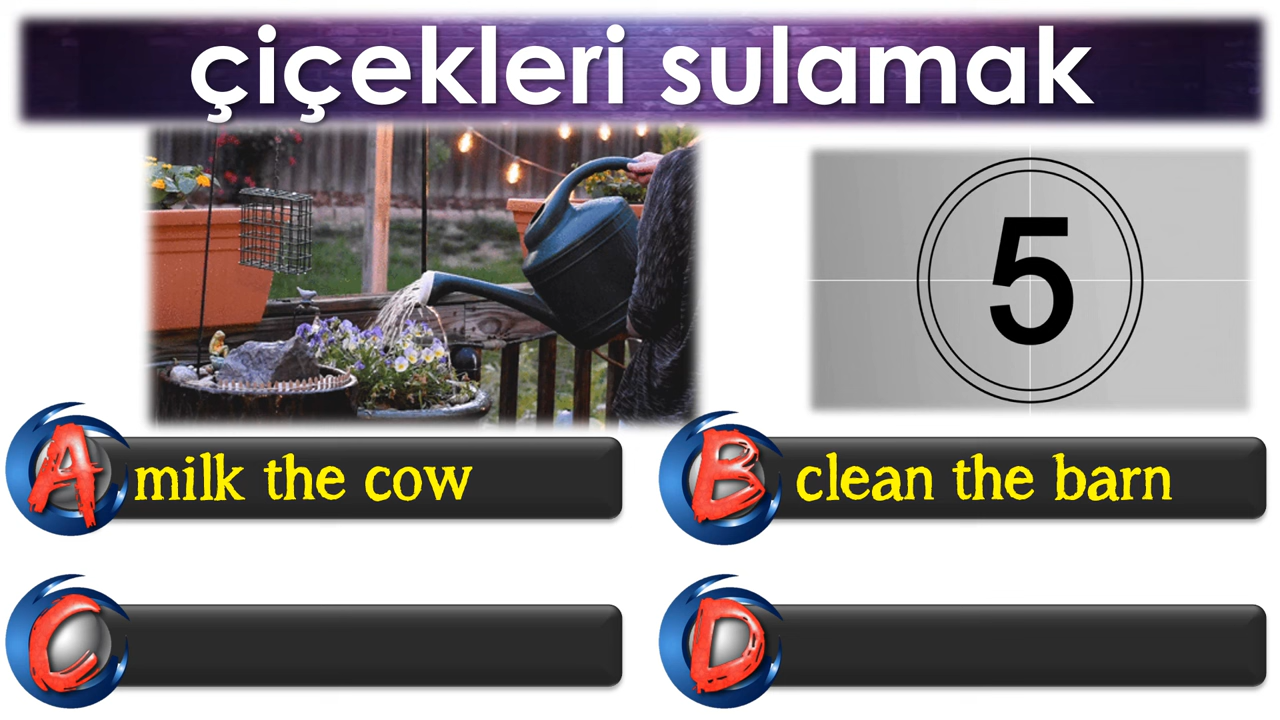 çiçekleri sulamak
5
A milk the cow
B clean the barn
C
D